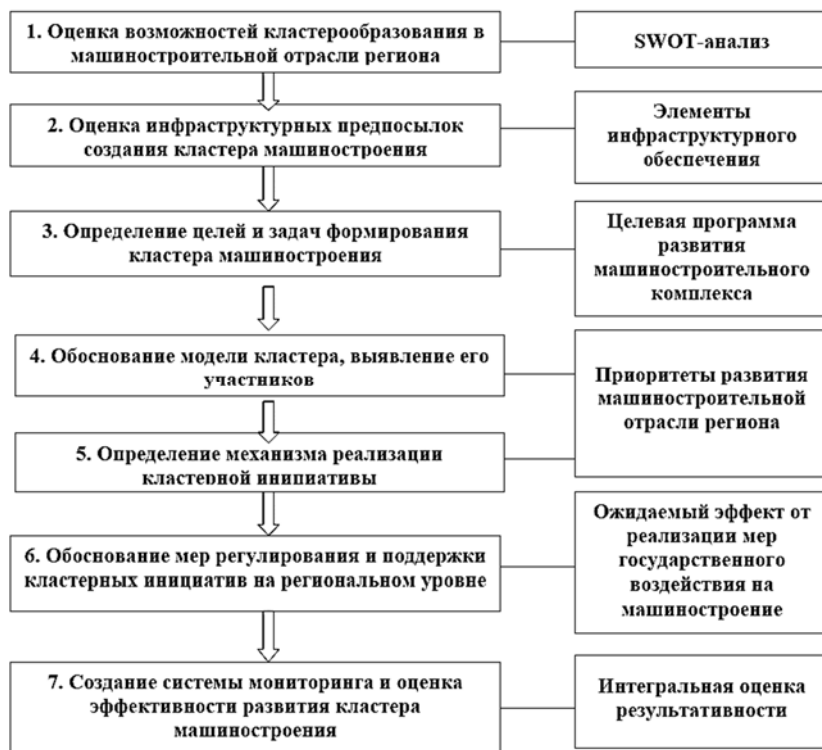 1. Оценка возможностей кластерообразования в
машиностроительной отрасли региона
SWOT-анализ
2. Оценка инфраструктурных предпосылок
создания кластера машиностроения
Элементы
инфраструктурного
обеспечения
3. Определение целей и задач формирования
кластера машиностроения
Целевая программа
развития
машиностроительного
комплекса
4. Обоснование модели кластера, выявление его
участников
Приоритеты развития
машиностроительной
отрасли региона
5. Определение механизма реализации
кластерной инициативы
6. Обоснование мер регулирования и поддержки
кластерных инициатив на региональном уровне
Ожидаемый эффект от
реализации мер
государственного
воздействия на
машиностроение
7. Создание системы мониторинга и оценка
эффективности развития кластера
машиностроения
Интегральная оценка
результативности